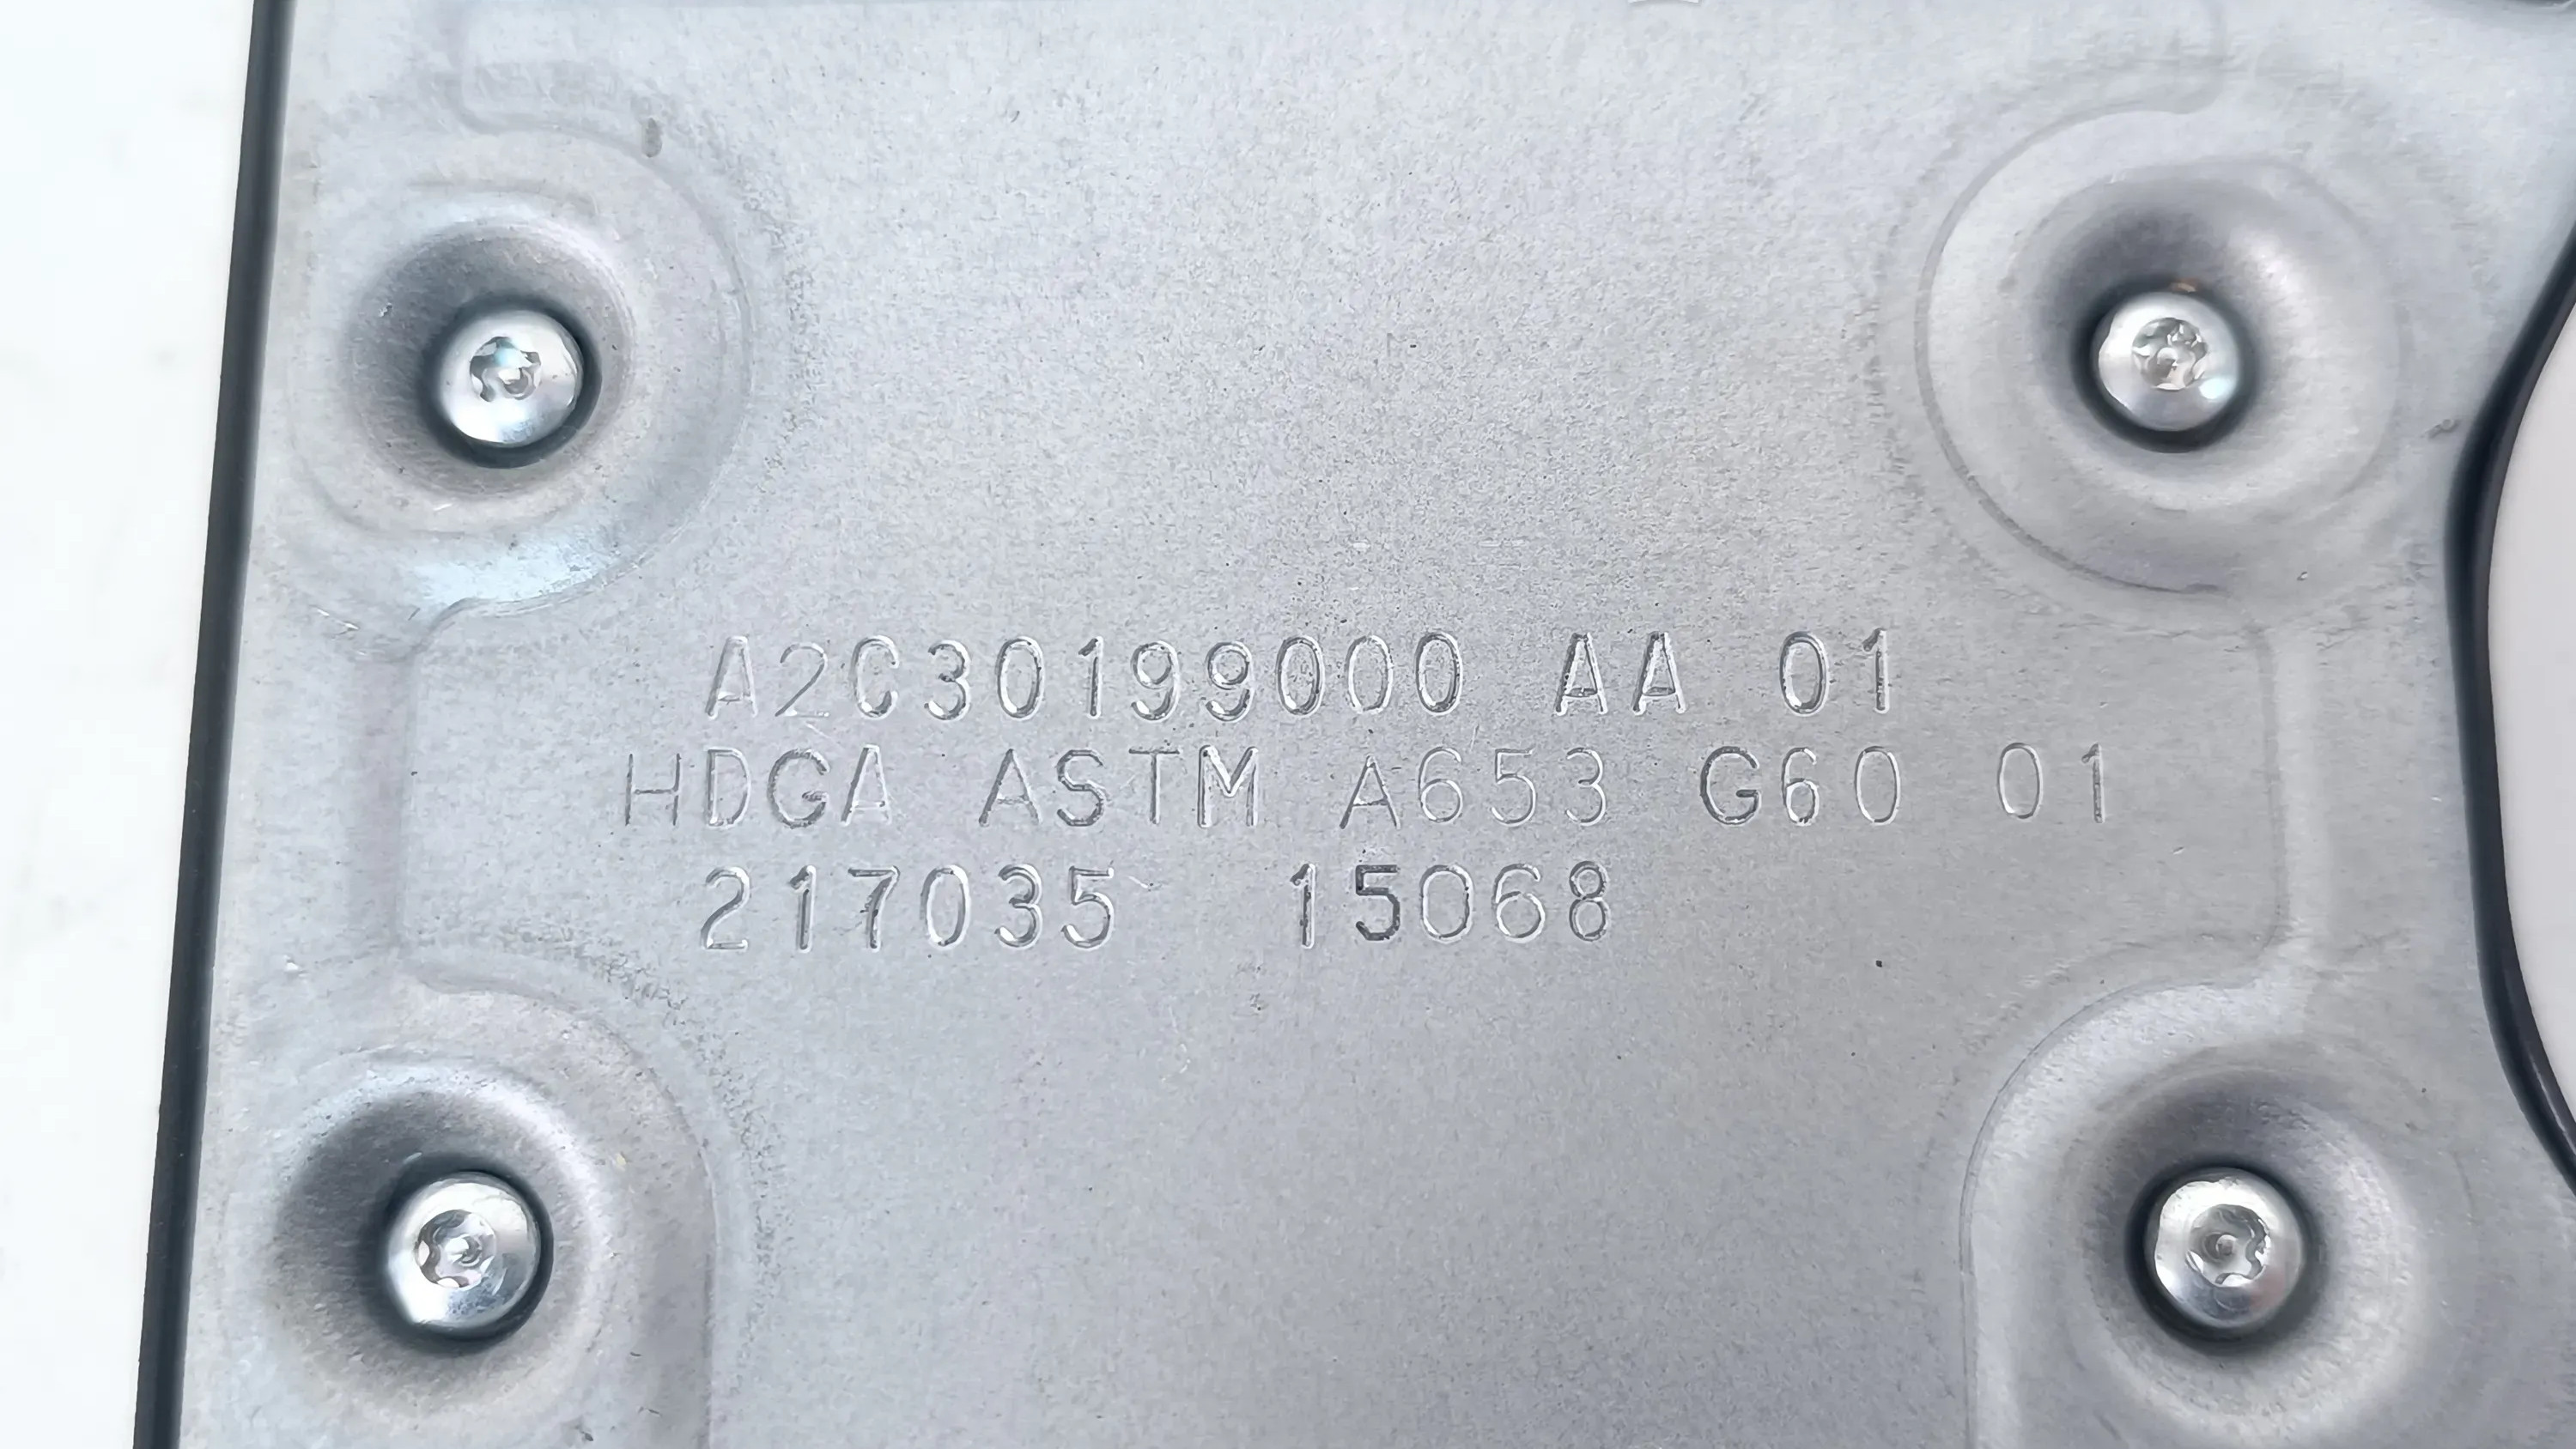 A2C30199000 AA 01
HDGA ASTM A653 G60 01
217035 15068